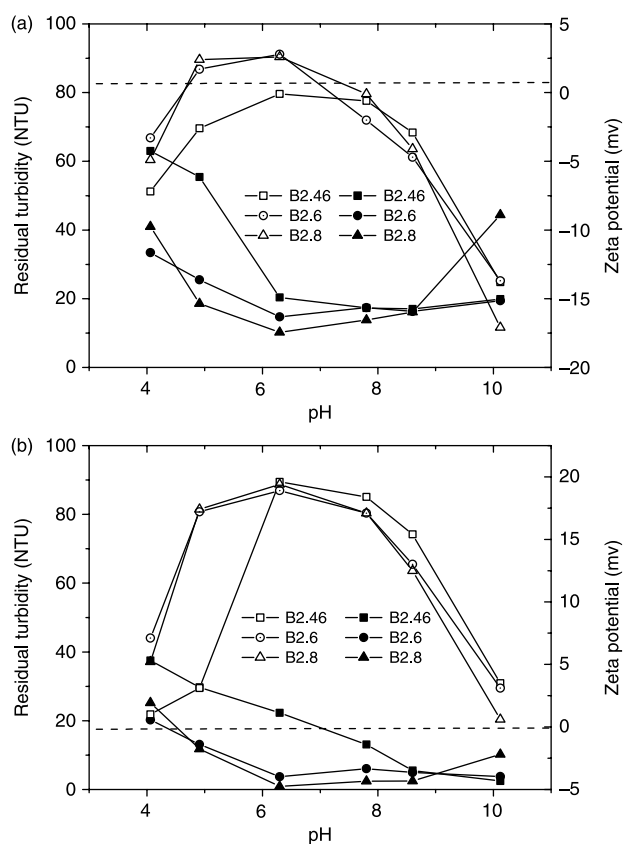 (a)
100
80
60
40
20
0
Residual turbidity (NTU)
5
0
−5
−10
−15
−20
Zeta potential (mv)
B2.46 B2.46
B2.6 B2.6
B2.8 B2.8
4 6 8 10
pH
(b)
100
80
60
40
20
0
Residual turbidity (NTU)
20
15
10
5
0
−5
Zeta potential (mv)
B2.46 B2.46
B2.6 B2.6
B2.8 B2.8
4 6 8 10
pH